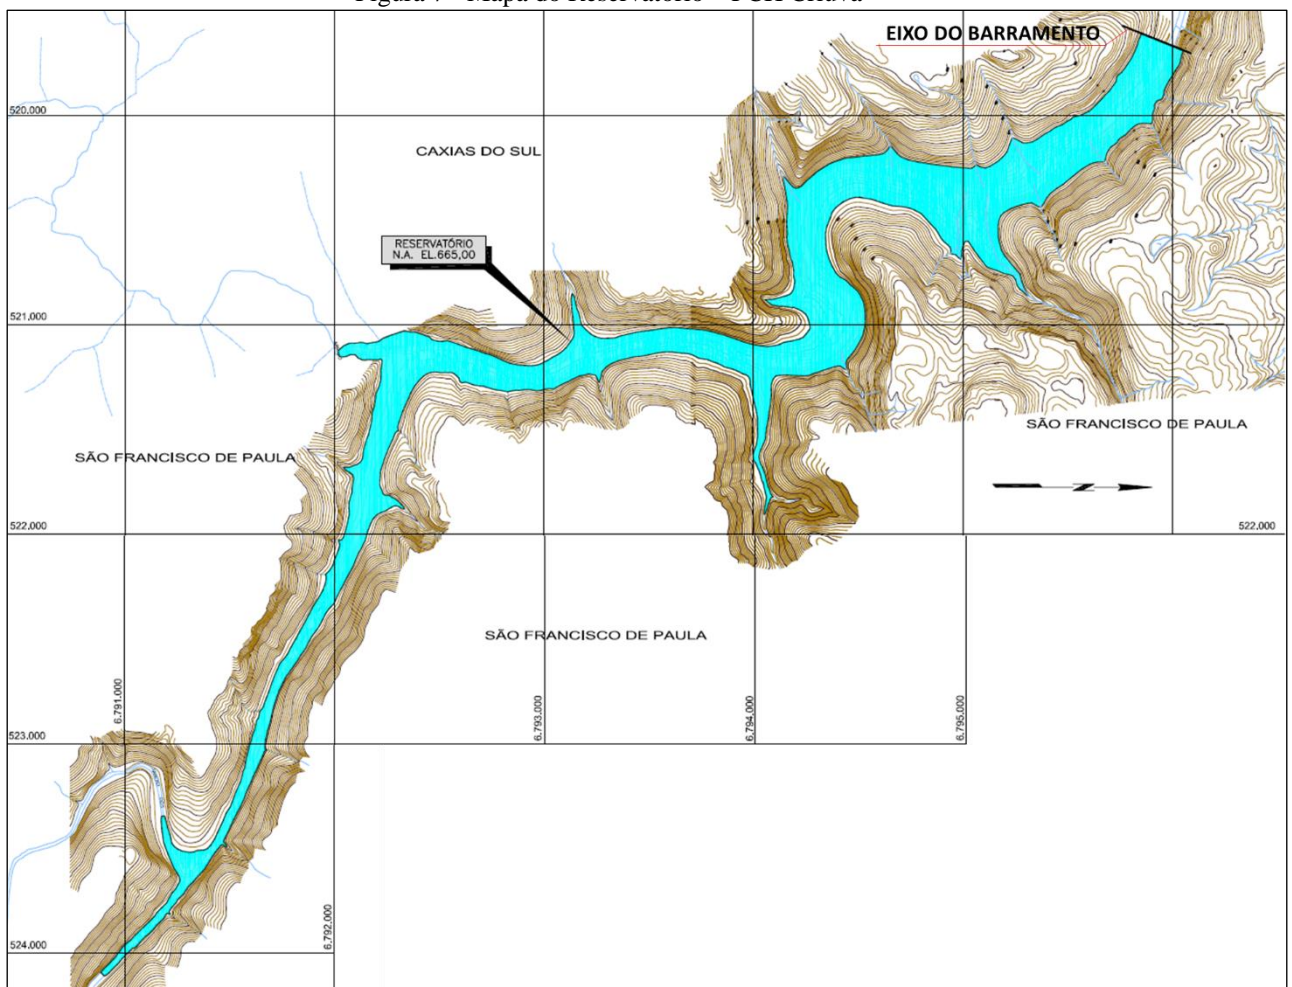 EIXO DO BARRAMENTO
520,000
CAXIAS DO SUL
RESERVATÓRIO
N.A. EL.665,00
521,000
SÃO FRANCISCO DE PAULA
SÃO FRANCISCO DE PAULA
N
522,000
522,000
SÃO FRANCISCO DE PAULA
6,791,000
6,793,000
6,794,000
6,795,000
523,000
6,792,000
524,000